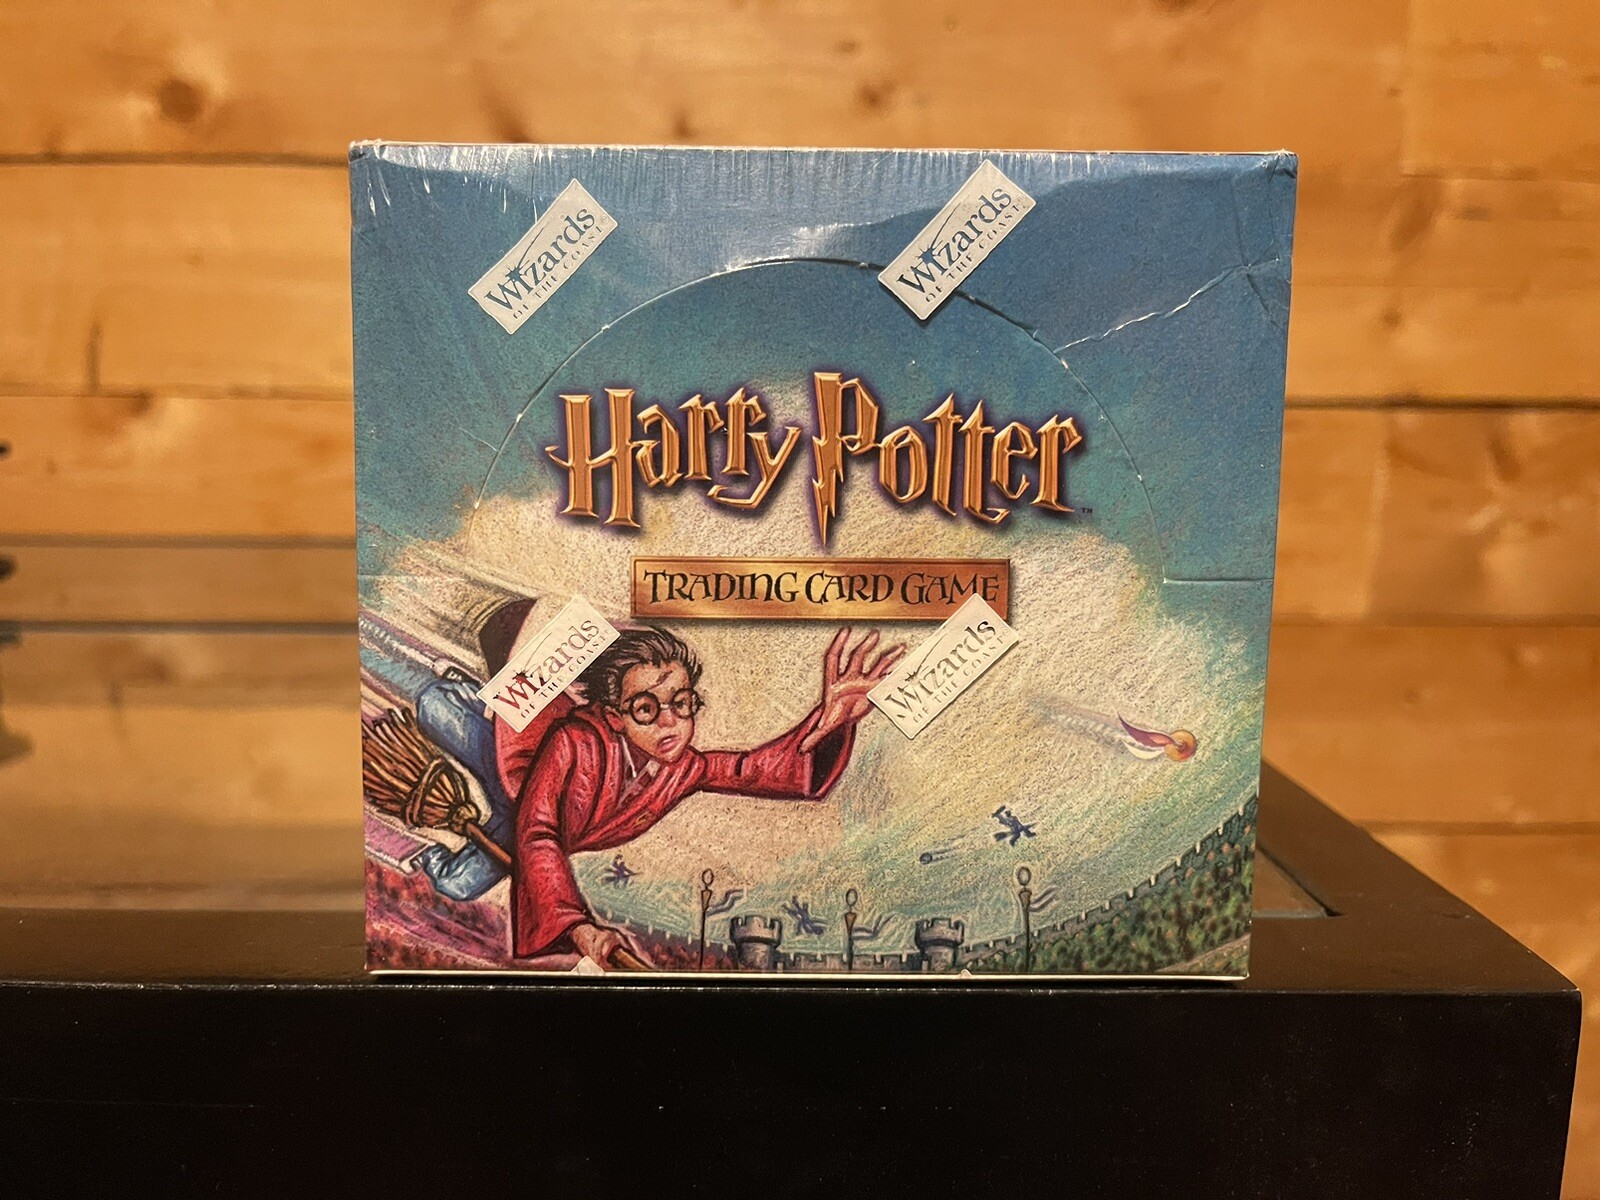 Wizards
OF THE COAST
Wizards
OF THE COAST
Harry Potter™
TRADING CARD GAME
Wizards
OF THE COAST
Wizards
OF THE COAST